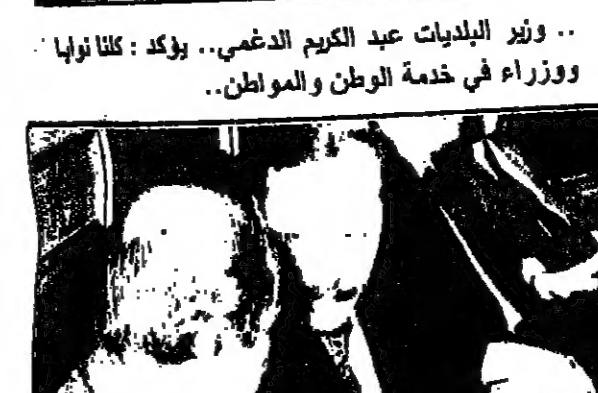 .. وزير البلديات عبد الكريم الدغمي.. يؤكد : كلنا نوابا
ووزراء في خدمة الوطن والمواطن..